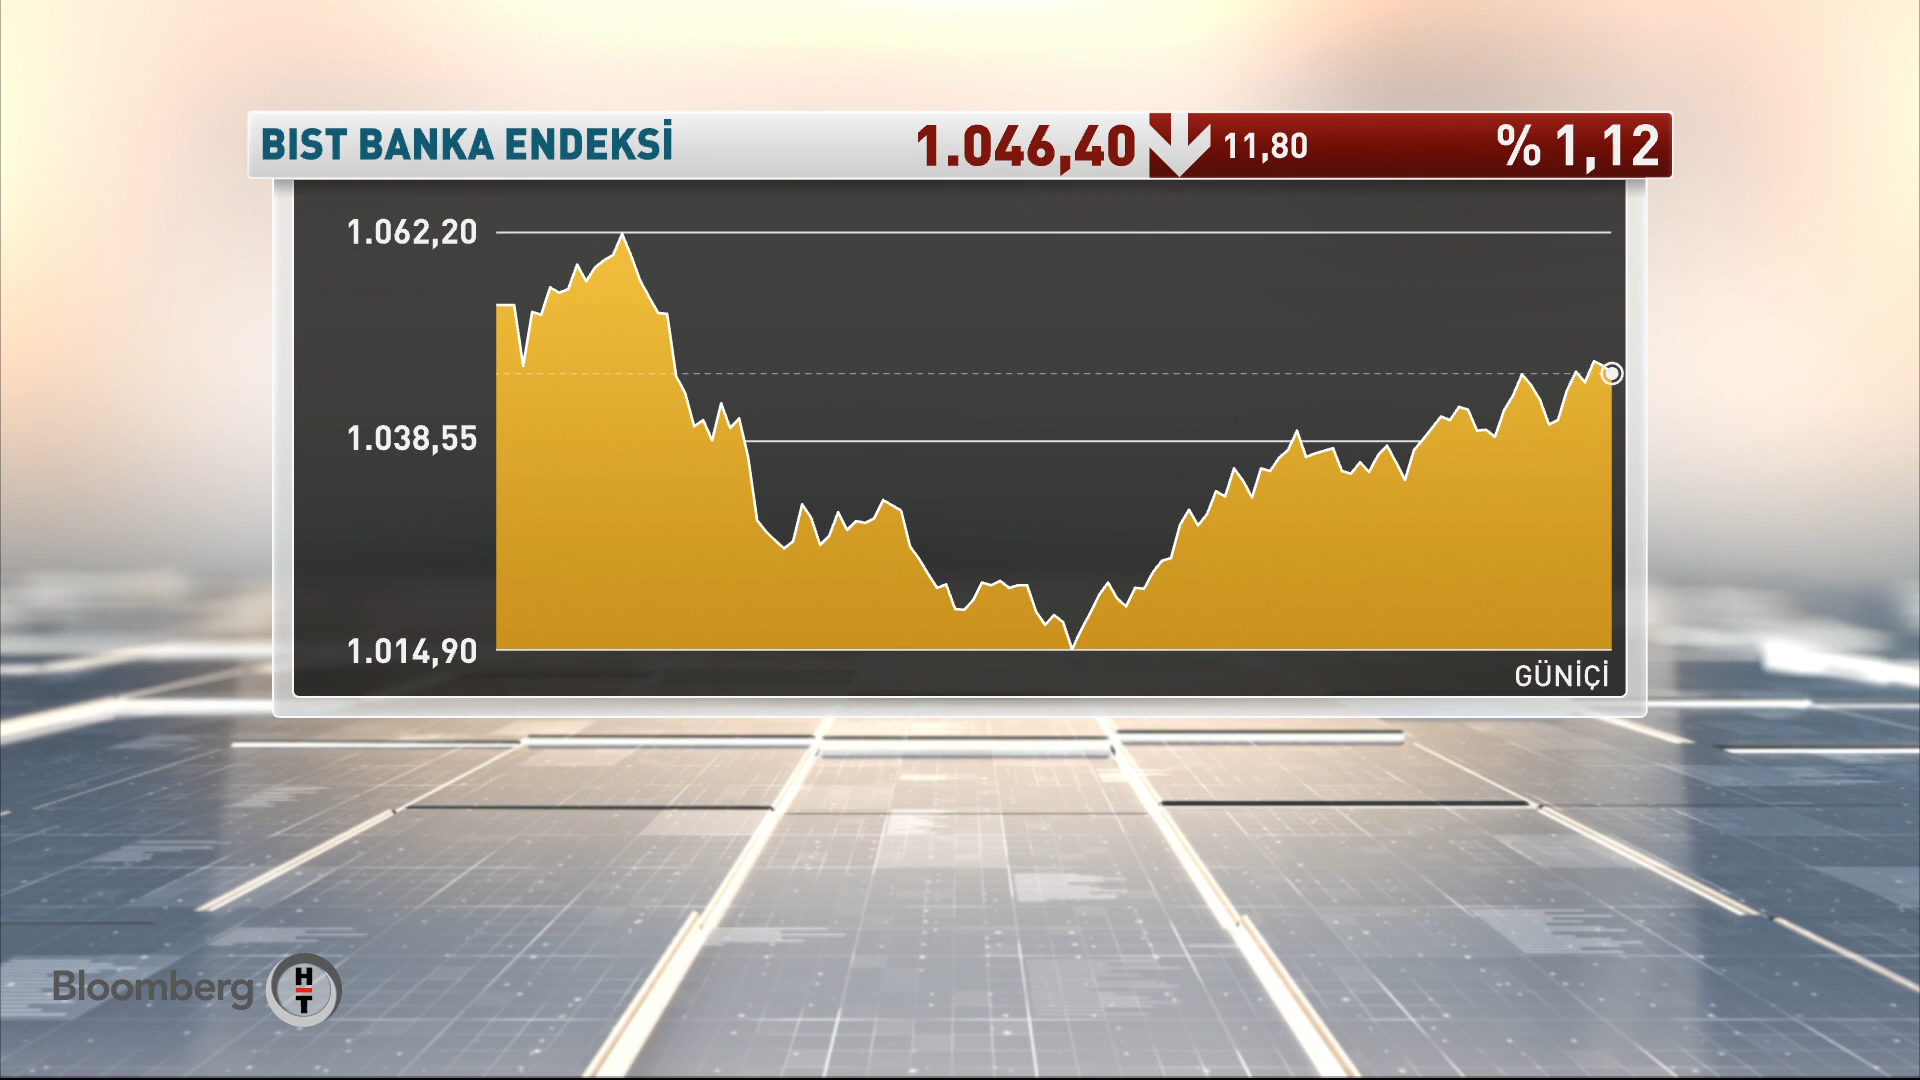 BIST BANKA ENDEKSİ 1.046,40 11,80 % 1,12
1.062,20
1.038,55
1.014,90
GÜNİÇİ
Bloomberg HT